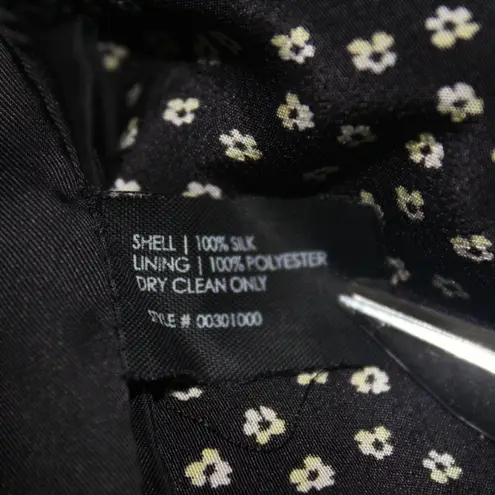 SHELL | 100% SILK
LINING | 100% POLYESTER
DRY CLEAN ONLY
STYLE # 00301000